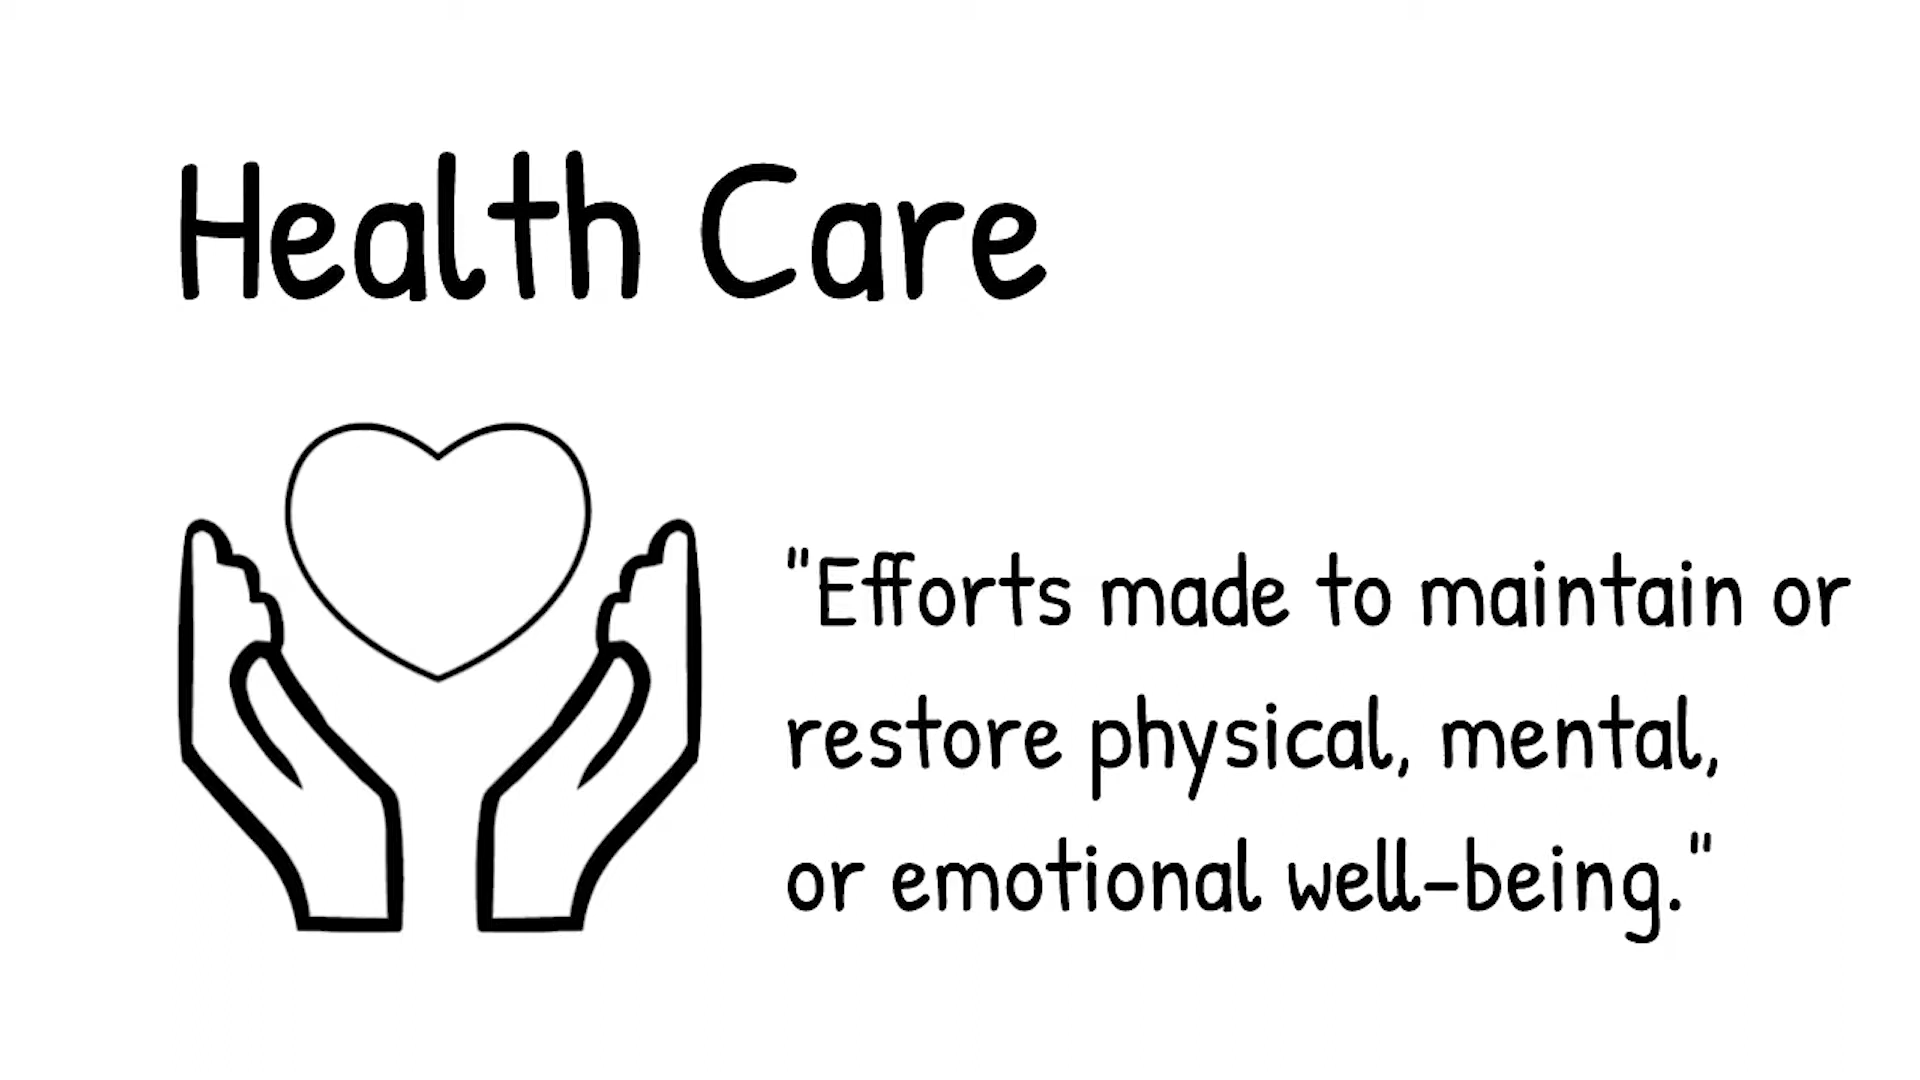 Health Care
"Efforts made to maintain or
restore physical, mental,
or emotional well-being."